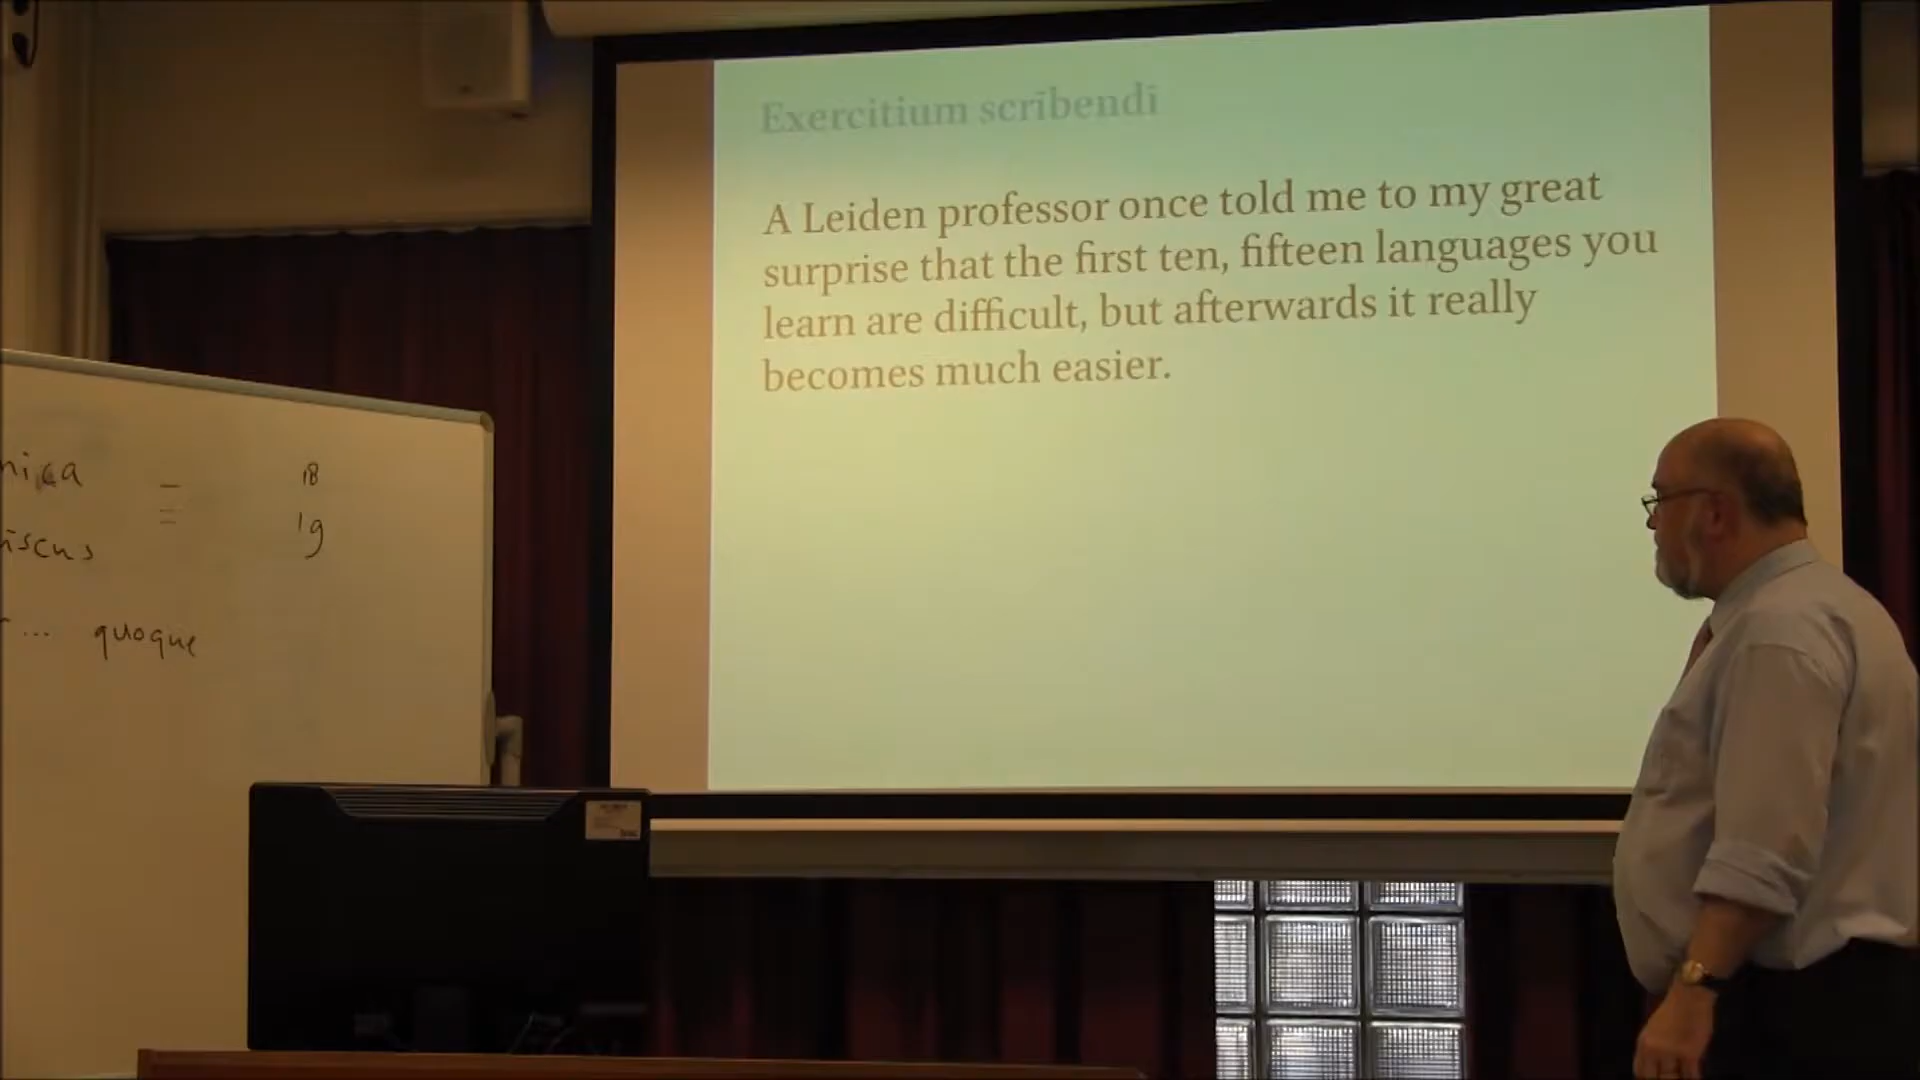 Exercitium scrībendī
A Leiden professor once told me to my great
surprise that the first ten, fifteen languages you
learn are difficult, but afterwards it really
becomes much easier.
18
19
... quoque